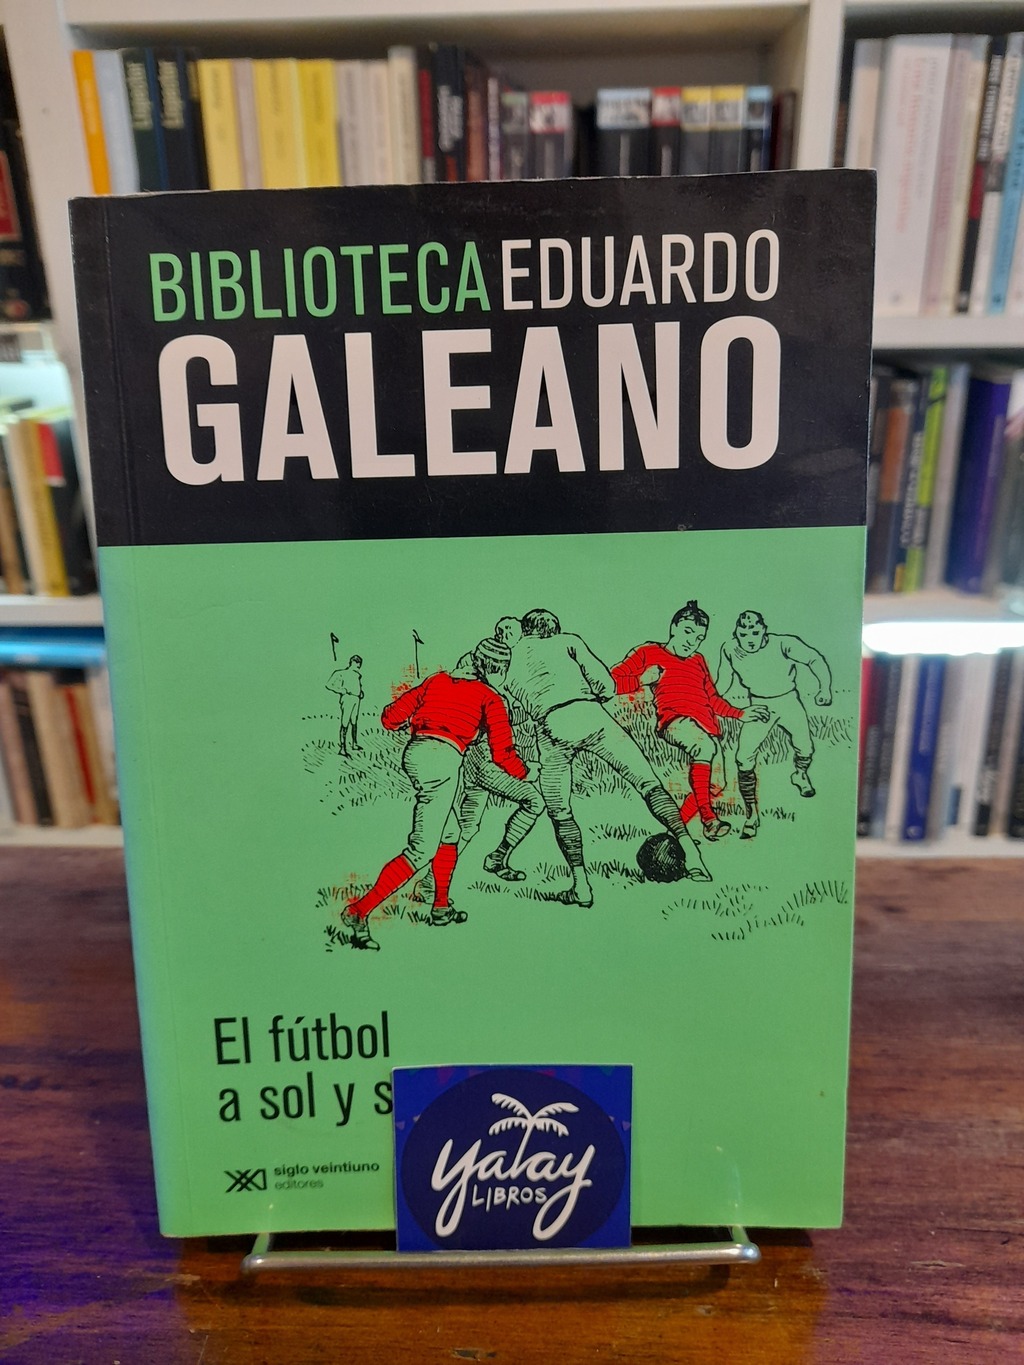 BIBLIOTECA EDUARDO
GALEANO
El fútbol
a sol y s
siglo veintiuno
editores
yatay
LIBROS